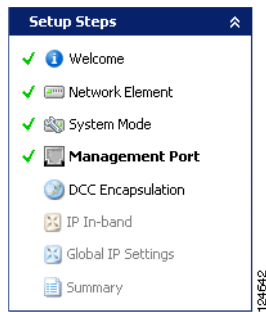 Setup Steps
Welcome
Network Element
System Mode
Management Port
DCC Encapsulation
IP In-band
Global IP Settings
Summary
124642